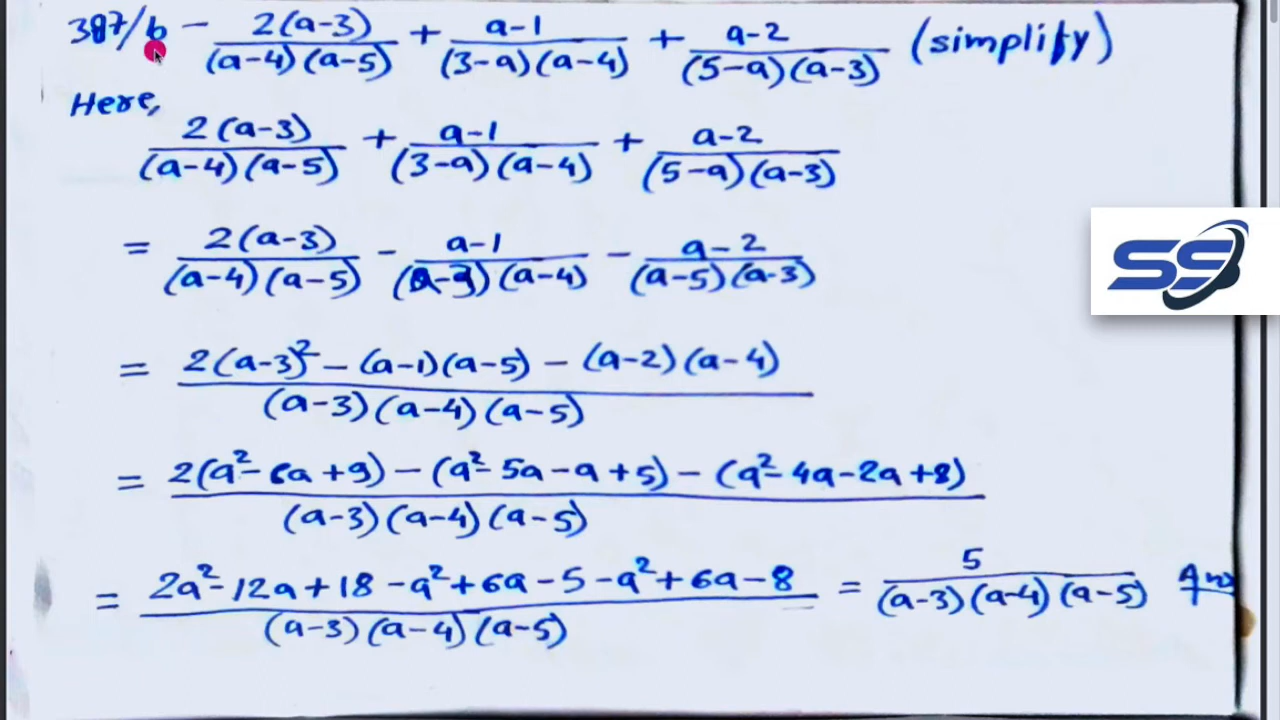 387/b - 2(a-3)/(a-4)(a-5) + a-1/(3-a)(a-4) + a-2/(5-a)(a-3) (simplify)
Here,
2(a-3)/(a-4)(a-5) + a-1/(3-a)(a-4) + a-2/(5-a)(a-3)
= 2(a-3)/(a-4)(a-5) - a-1/(a-3)(a-4) - a-2/(a-5)(a-3)
SS
= 2(a-3)² - (a-1)(a-5) - (a-2)(a-4)/(a-3)(a-4)(a-5)
= 2(a²-6a+9) - (a²-5a-a+5) - (a²-4a-2a+8)/(a-3)(a-4)(a-5)
= 2a²-12a+18-a²+6a-5-a²+6a-8/(a-3)(a-4)(a-5) = 5/(a-3)(a-4)(a-5) Ans